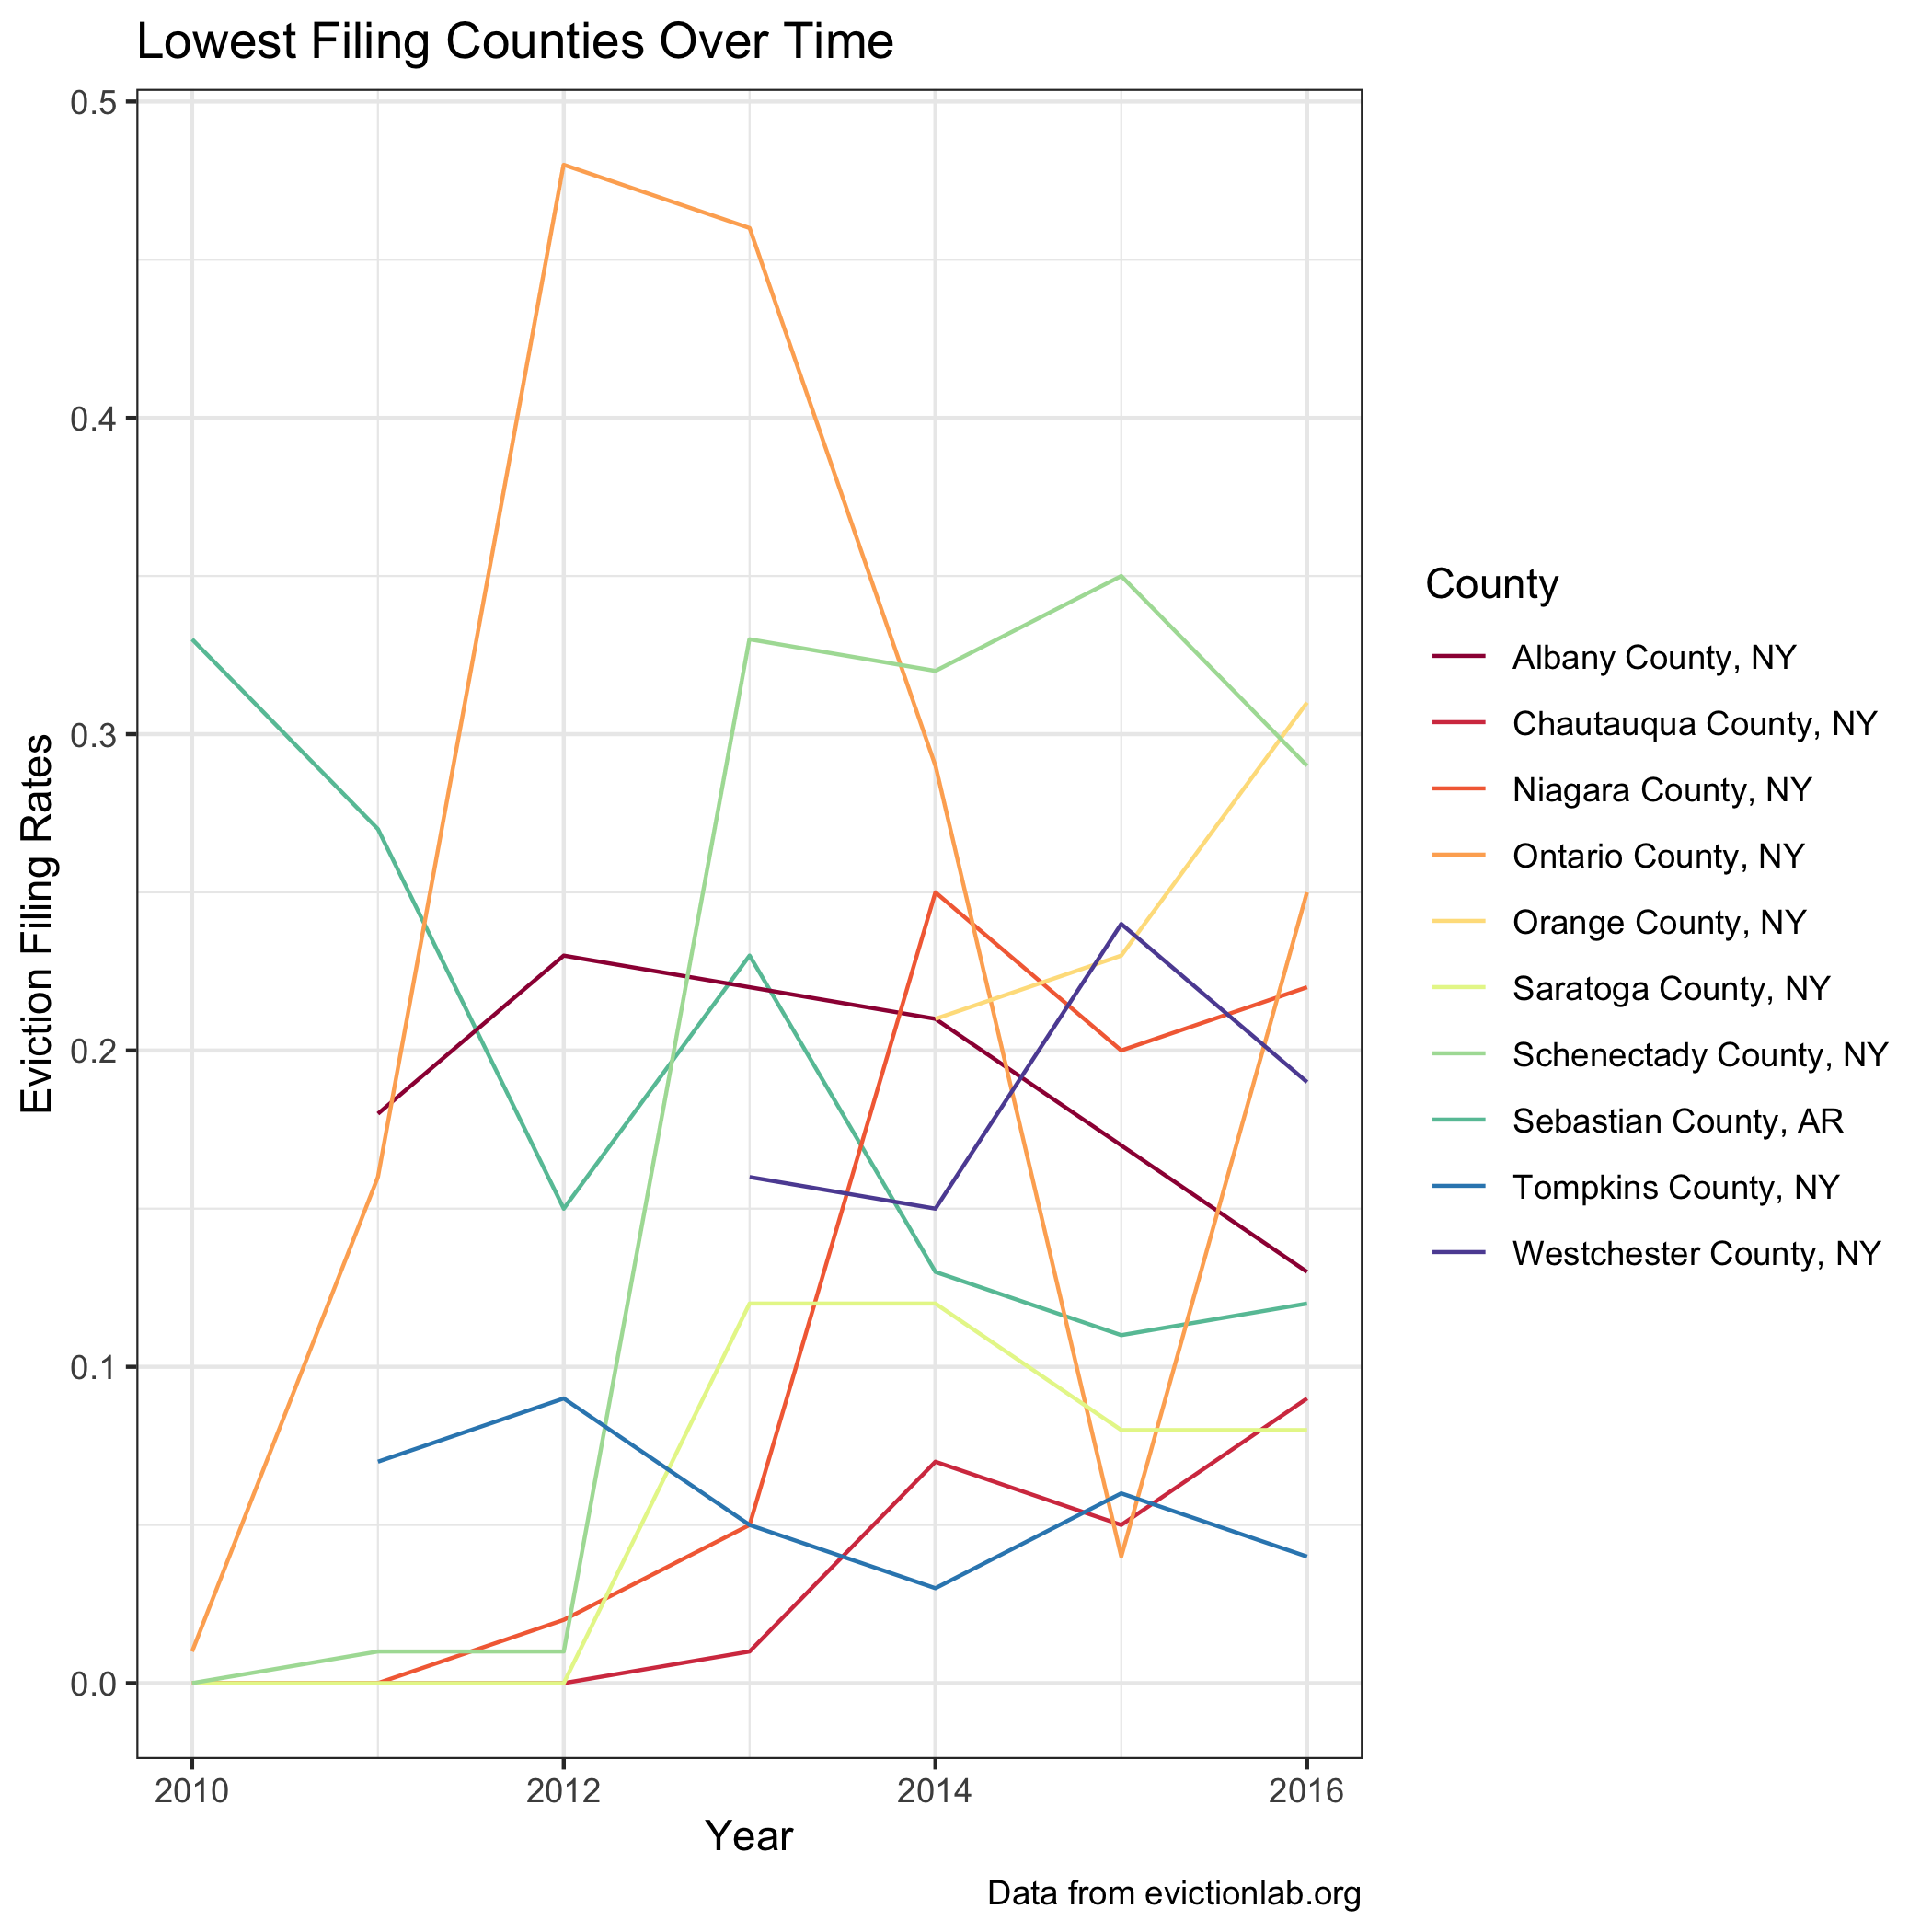 Lowest Filing Counties Over Time
0.5
0.4
0.3
0.2
0.1
0.0
Eviction Filing Rates
2010 2012 2014 2016
Year
Data from evictionlab.org
County
Albany County, NY
Chautauqua County, NY
Niagara County, NY
Ontario County, NY
Orange County, NY
Saratoga County, NY
Schenectady County, NY
Sebastian County, AR
Tompkins County, NY
Westchester County, NY